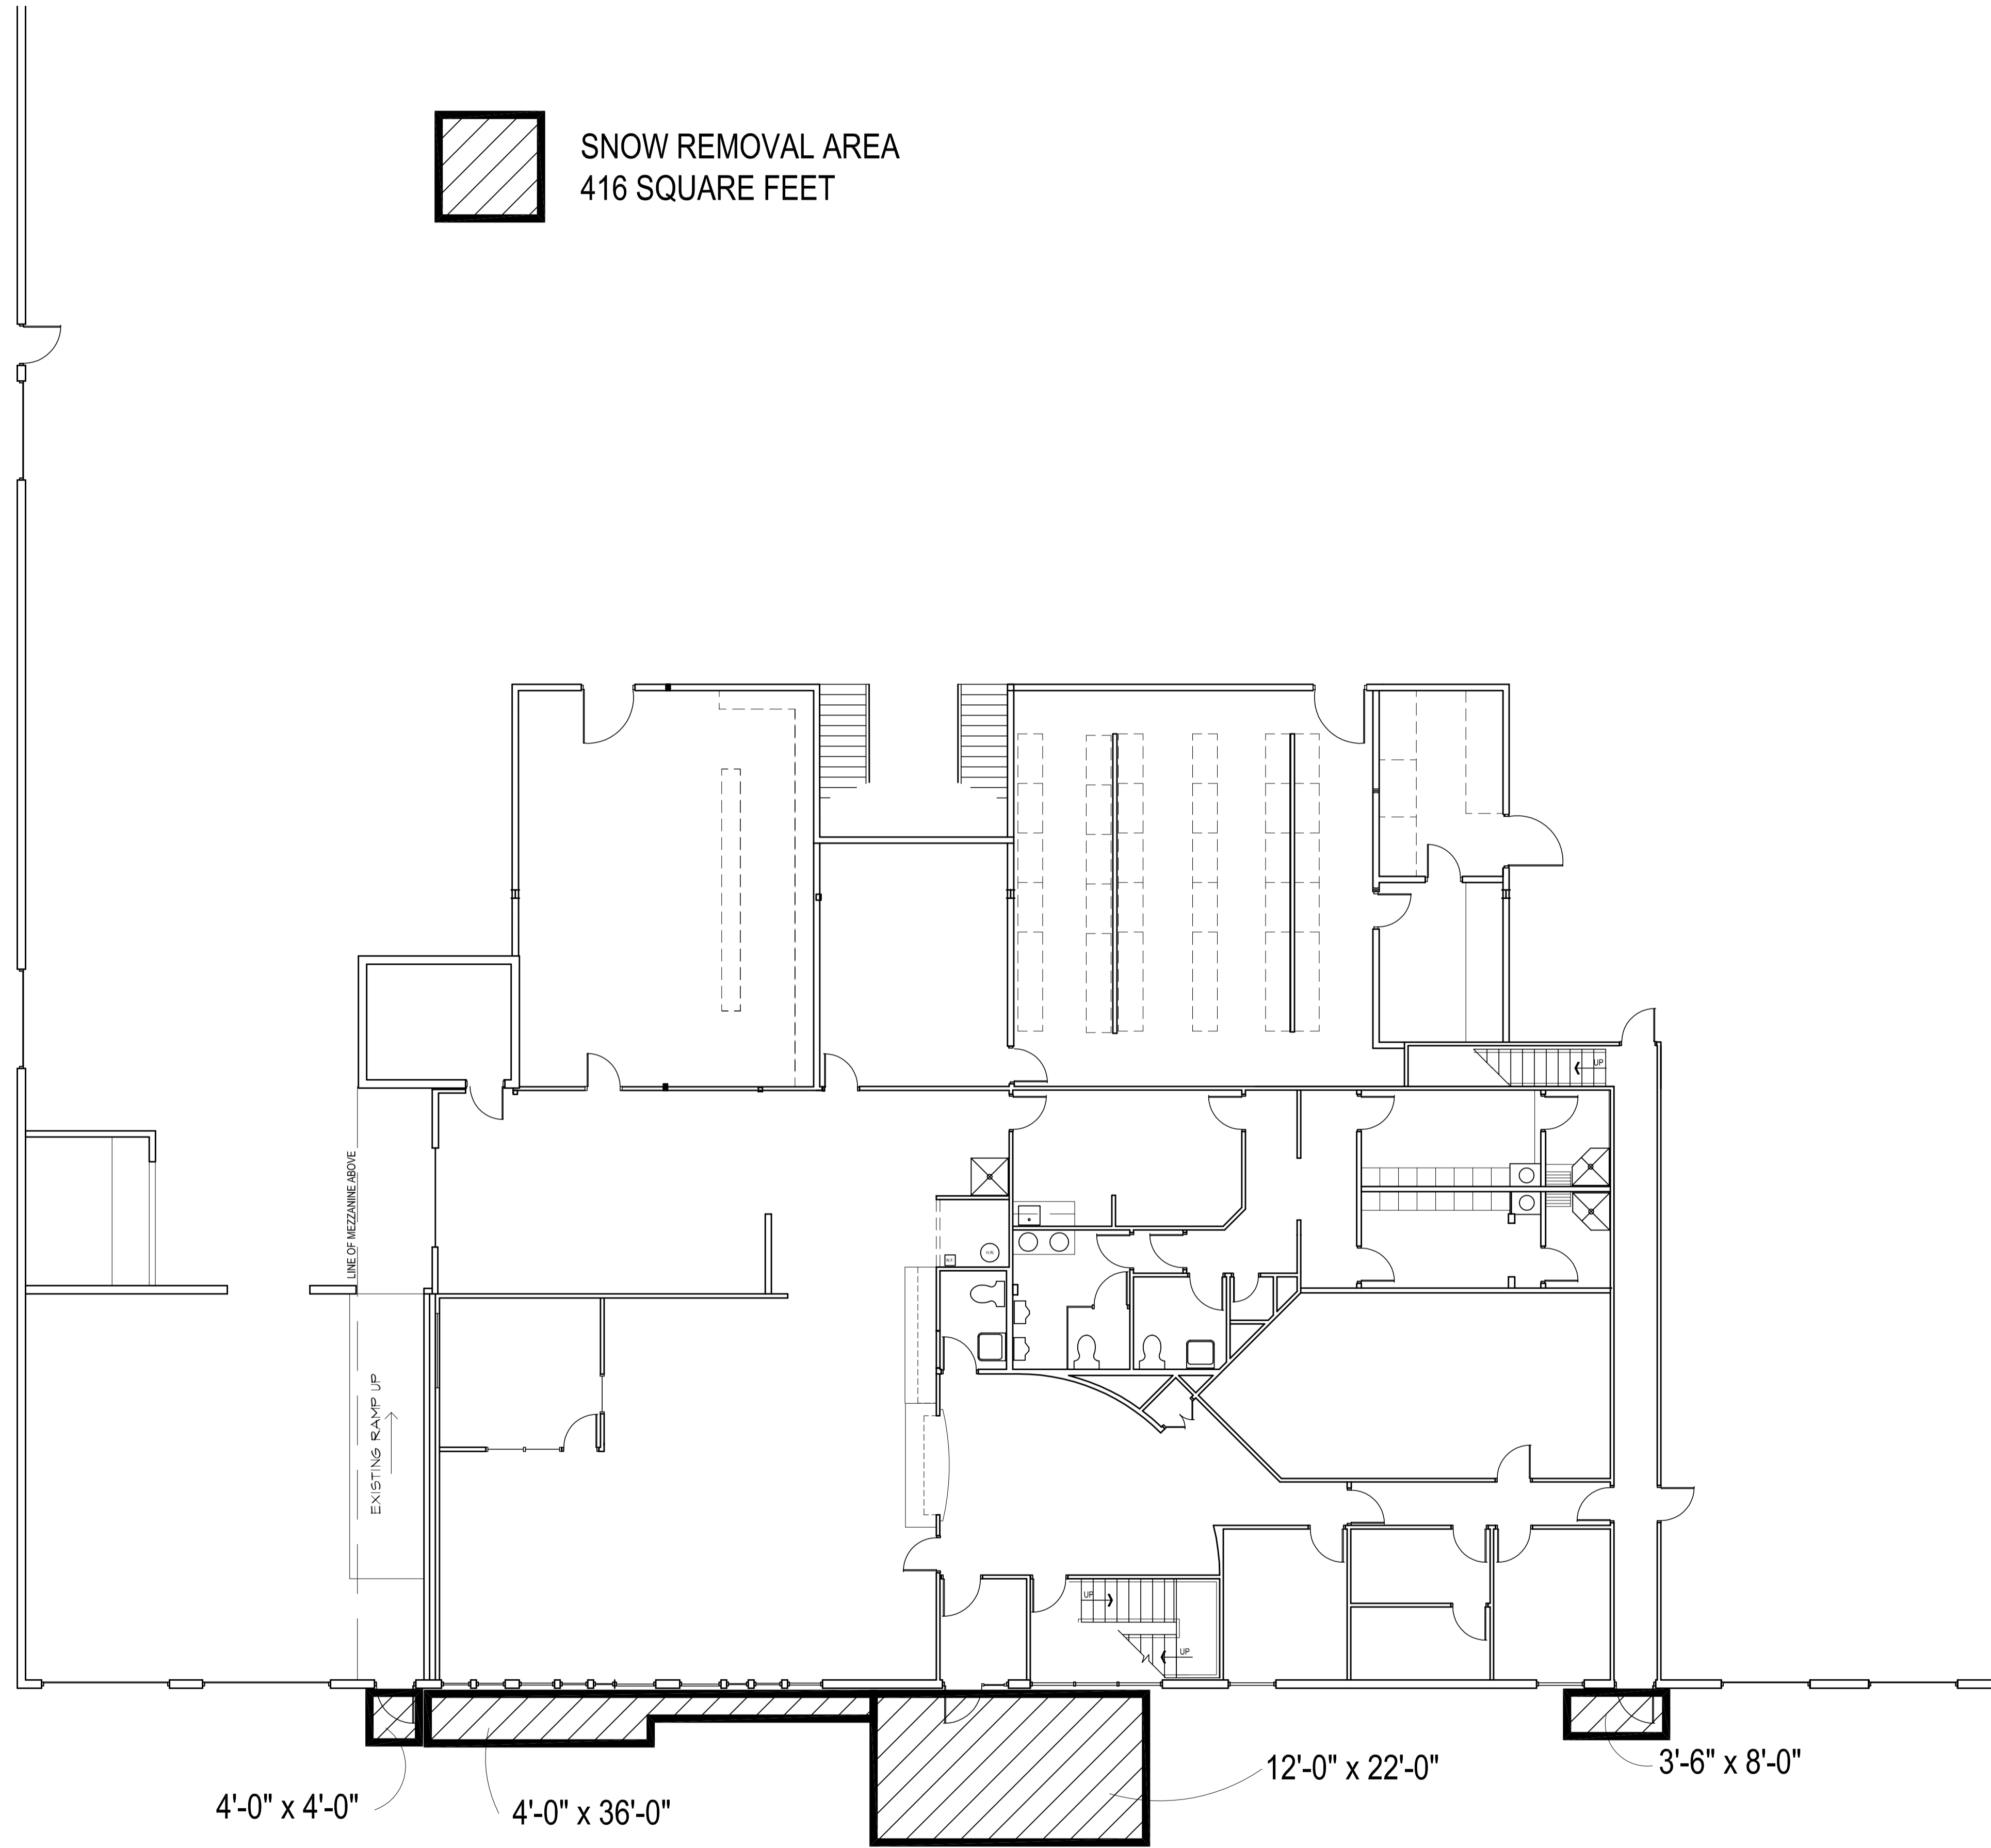 SNOW REMOVAL AREA
416 SQUARE FEET
UP
LINE OF MEZZANINE ABOVE
EXISTING RAMP UP
UP
UP
4'-0" x 4'-0"
4'-0" x 36'-0"
12'-0" x 22'-0"
3'-6" x 8'-0"